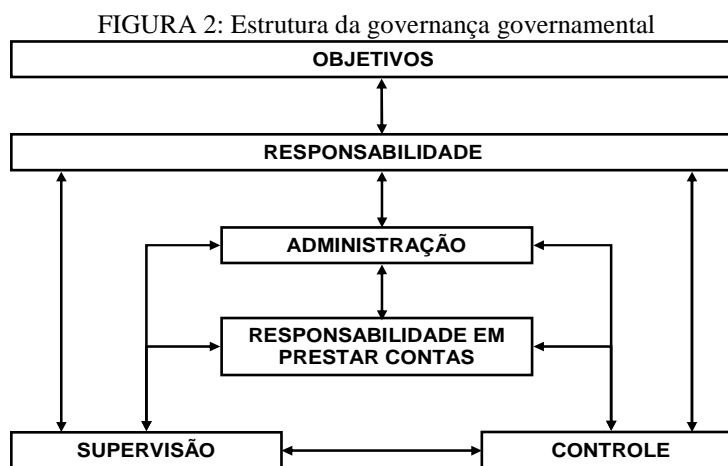 FIGURA 2: Estrutura da governança governamental
OBJETIVOS
RESPONSABILIDADE
ADMINISTRAÇÃO
RESPONSABILIDADE EM
PRESTAR CONTAS
SUPERVISÃO
CONTROLE